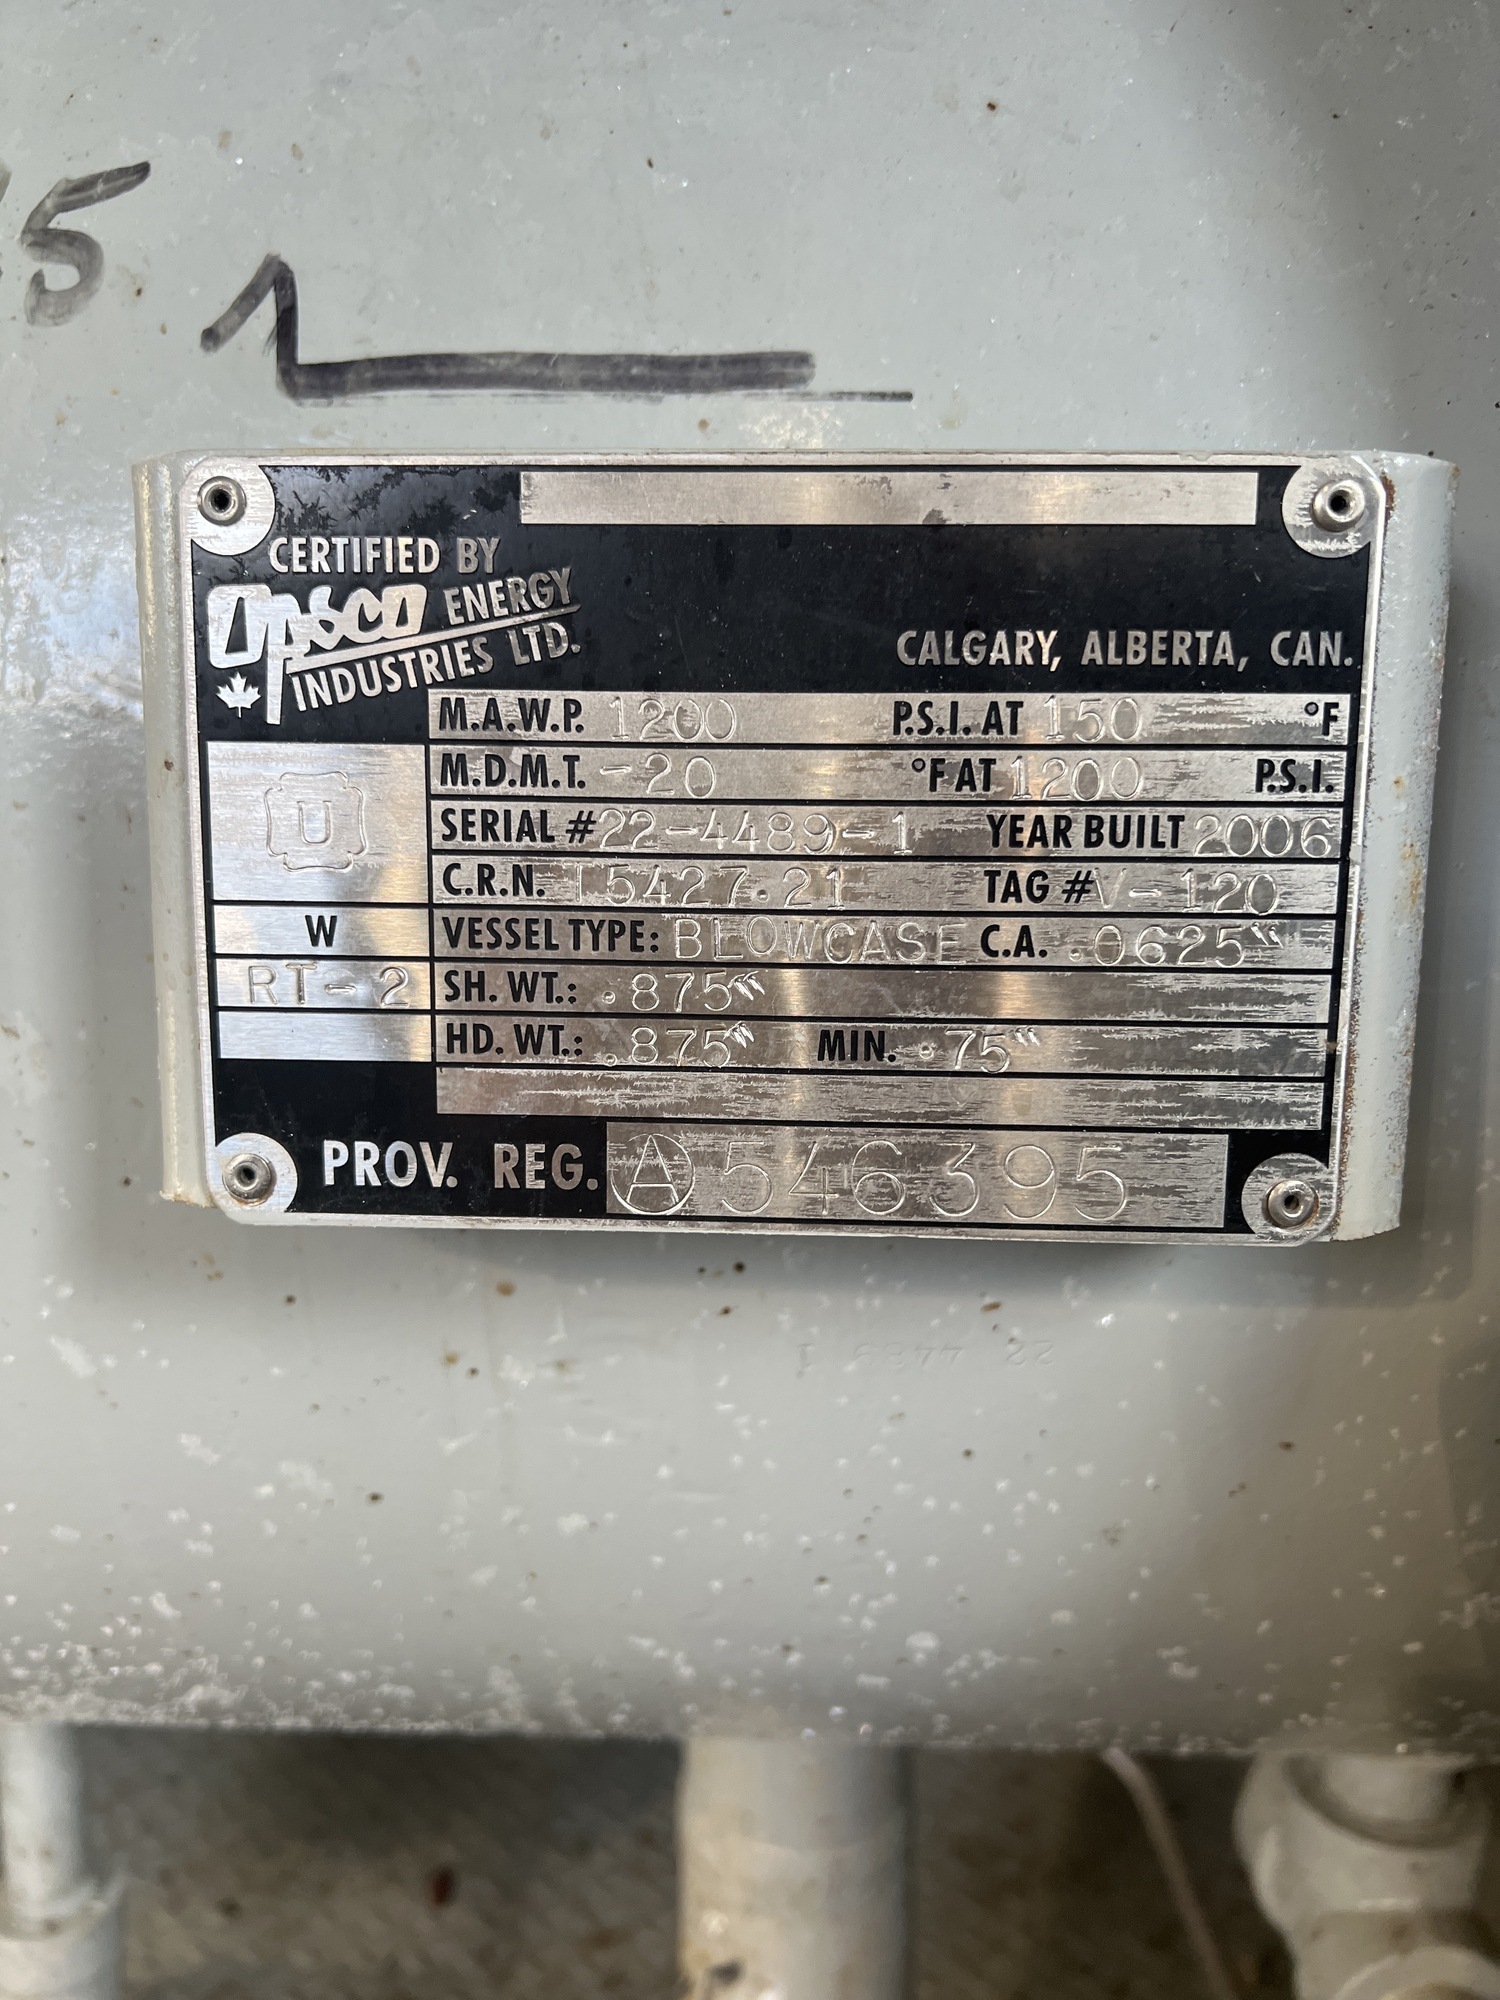 5
CERTIFIED BY
Opsco ENERGY
INDUSTRIES LTD.
CALGARY, ALBERTA, CAN.
M.A.W.P. 1200 P.S.I. AT 150 °F
M.D.M.T. -20 °F AT 1200 P.S.I.
U
SERIAL # 22-4489-1 YEAR BUILT 2006
C.R.N. T5427.21 TAG # V-120
W
VESSEL TYPE: BLOWCASE C.A. .0625"
RT-2
SH. WT.: .875"
HD. WT.: .875" MIN. .75"
PROV. REG. A 546395